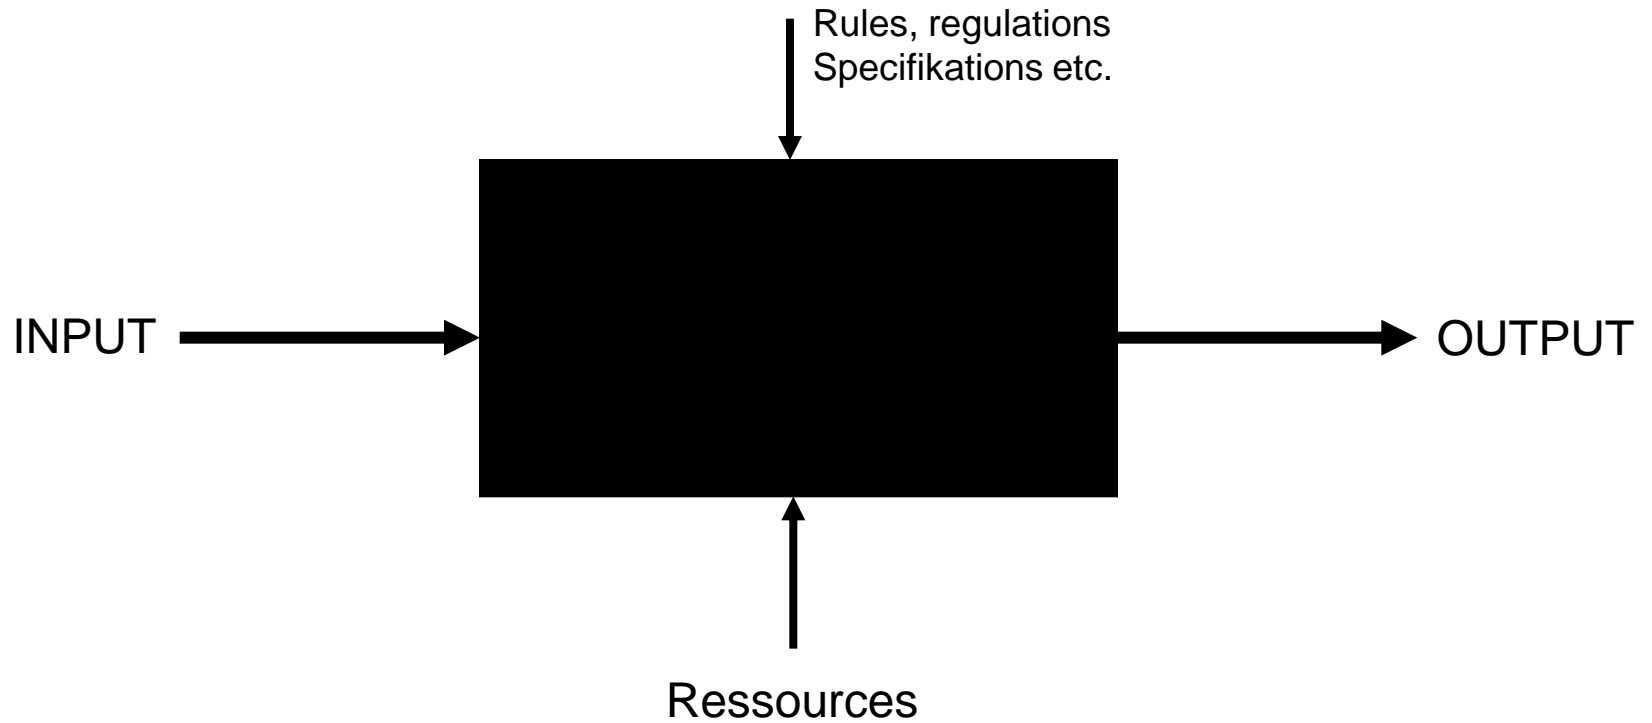 Rules, regulations
Specifikations etc.
INPUT
OUTPUT
Ressources